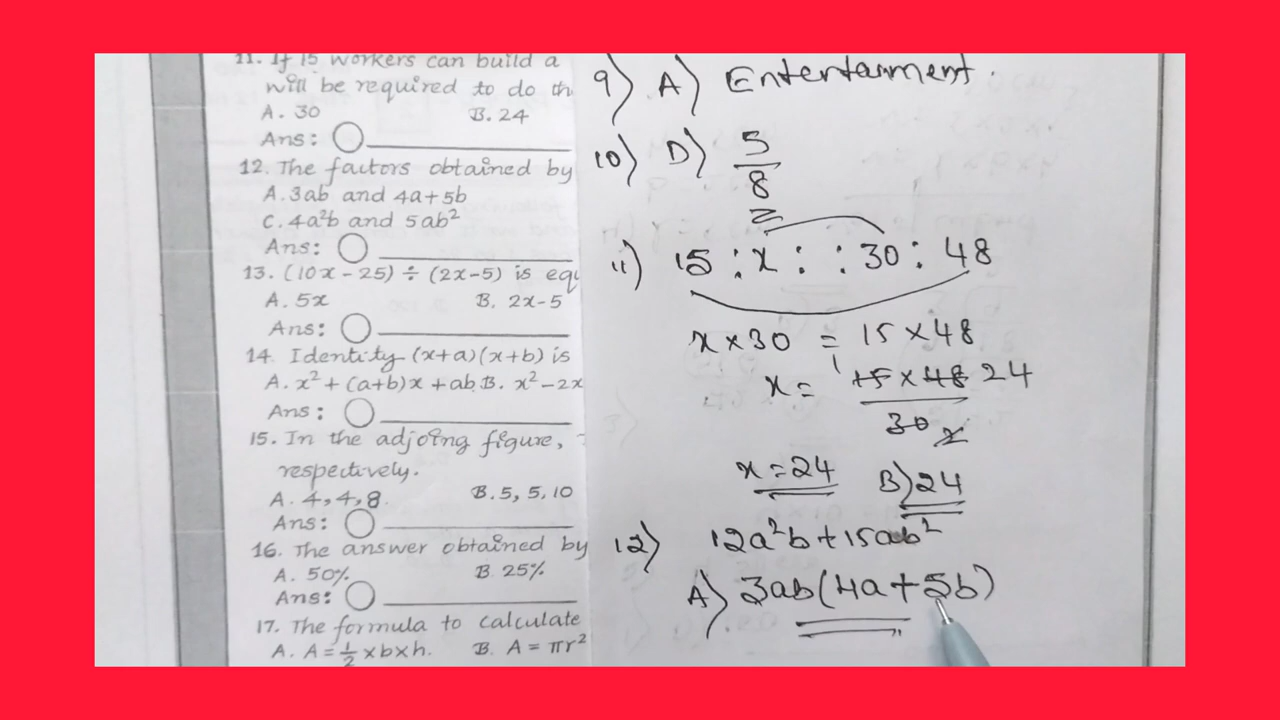 11. If 15 workers can build a
will be required to do th
A. 30 B. 24
Ans:
12. The factors obtained by
A. 3ab and 4a+5b
C. 4a²b and 5ab²
Ans:
13. (10x-25) ÷ (2x-5) is equ
A. 5x B. 2x-5
Ans:
14. Identity (x+a)(x+b) is
A. x² + (a+b)x + ab B. x² - 2x
Ans:
15. In the adjoing figure,
respectively.
A. 4, 4, 8. B. 5, 5, 10
Ans:
16. The answer obtained by
A. 50% B. 25%
Ans:
17. The formula to calculate
A. A = 1/2 × b × h. B. A = πr²
9) A) Entertainment.
10) D) 5/8
11) 15 : x : : 30 : 48
x × 30 = 15 × 48
x = 15 × 48 24
30 2
x = 24 B) 24
12) 12a²b + 15ab²
A) 3ab(4a+5b)